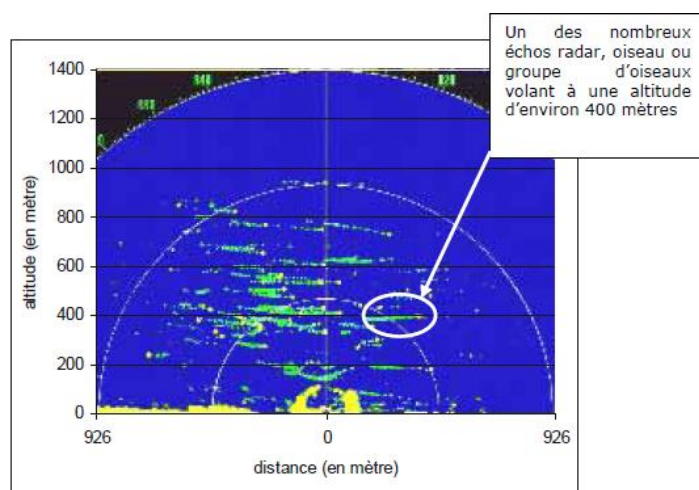 Un des nombreux
échos radar, oiseau ou
groupe d'oiseaux
volant à une altitude
d'environ 400 mètres
1400
1200
1000
800
600
400
200
0
altitude (en mètre)
926
0
926
distance (en mètre)